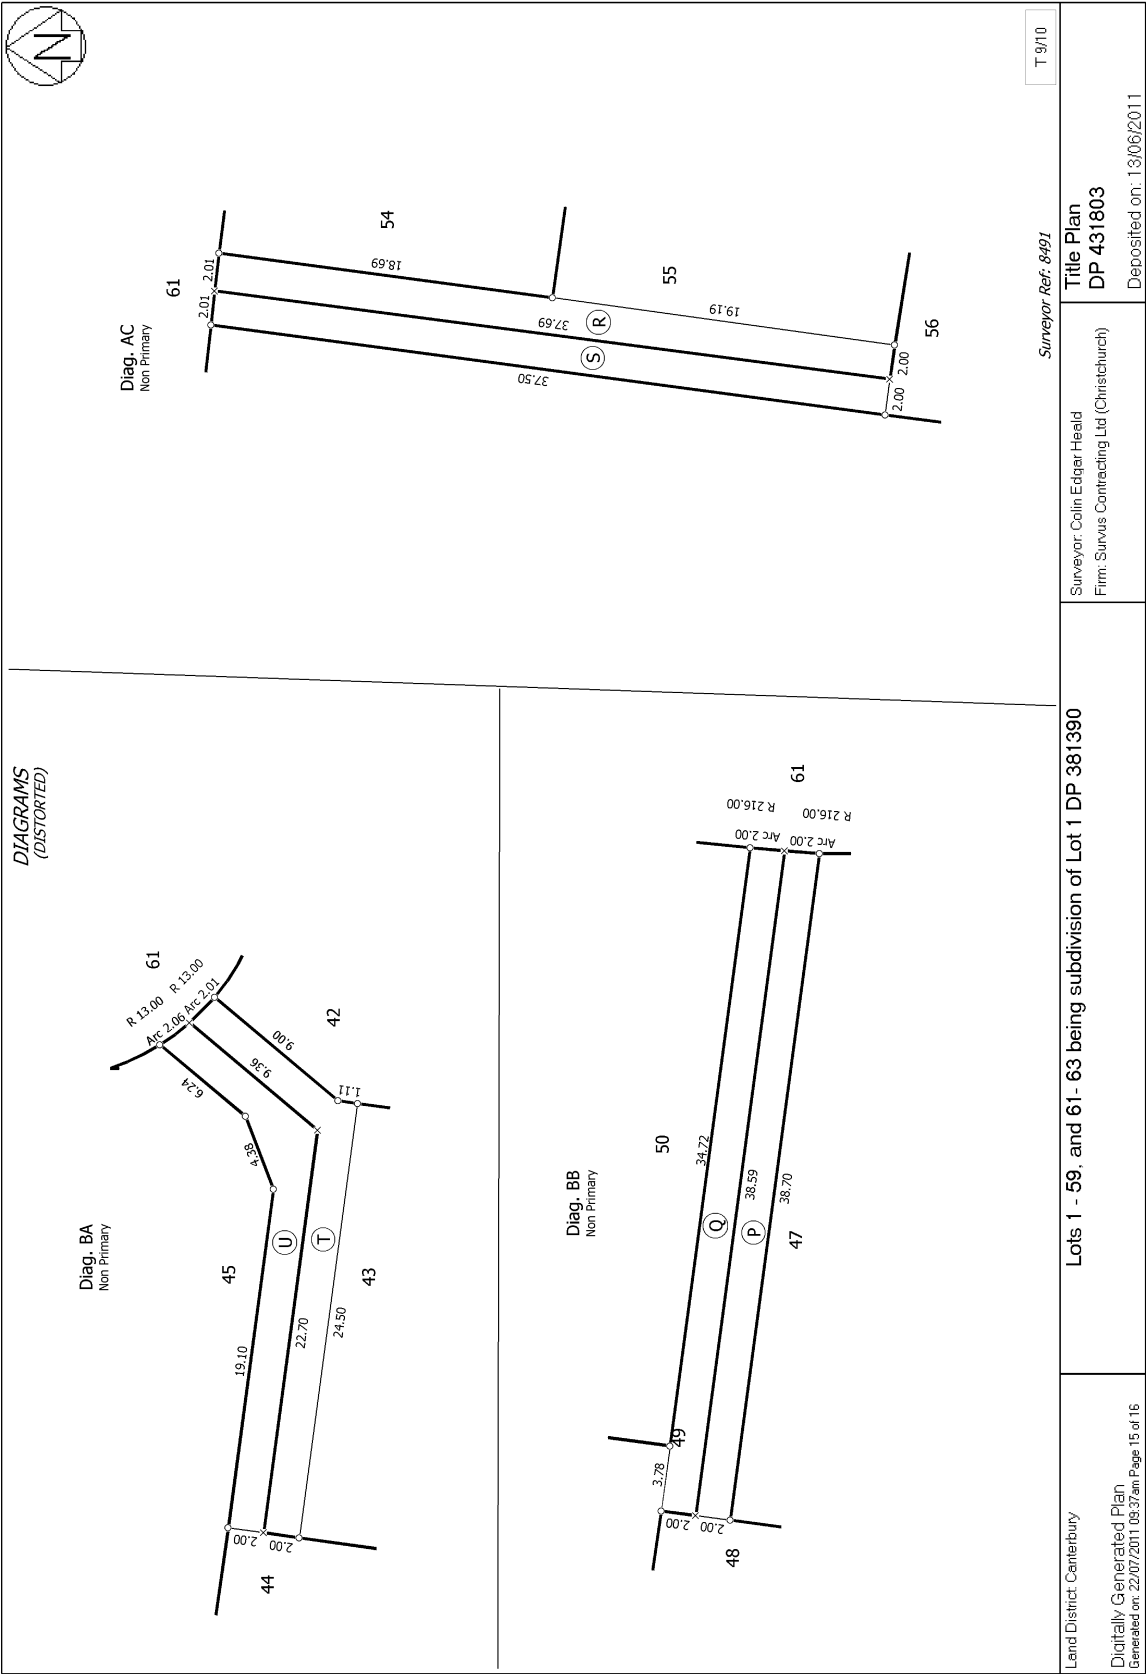 DIAGRAMS
(DISTORTED)
N
Diag. BA
Non Primary
61
R 13.00
R 13.00
Arc 2.06
Arc 2.01
6.24
4.38
9.36
9.00
1.11
42
45
U
T
43
19.10
22.70
24.50
2.00
2.00
44
Diag. BB
Non Primary
50
49
3.78
34.72
38.59
38.70
Q
P
47
2.00
2.00
48
Arc 2.00
R 216.00
Arc 2.00
R 216.00
61
Diag. AC
Non Primary
61
2.01
2.01
54
18.69
55
19.19
37.69
37.50
R
S
2.00
2.00
56
Surveyor Ref: 8491
T 9/10
Land District: Canterbury
Digitally Generated Plan
Generated on: 22/07/2011 09:37am Page 15 of 16
Lots 1 - 59, and 61- 63 being subdivision of Lot 1 DP 381390
Surveyor: Colin Edgar Heald
Firm: Survus Contracting Ltd (Christchurch)
Title Plan
DP 431803
Deposited on: 13/06/2011